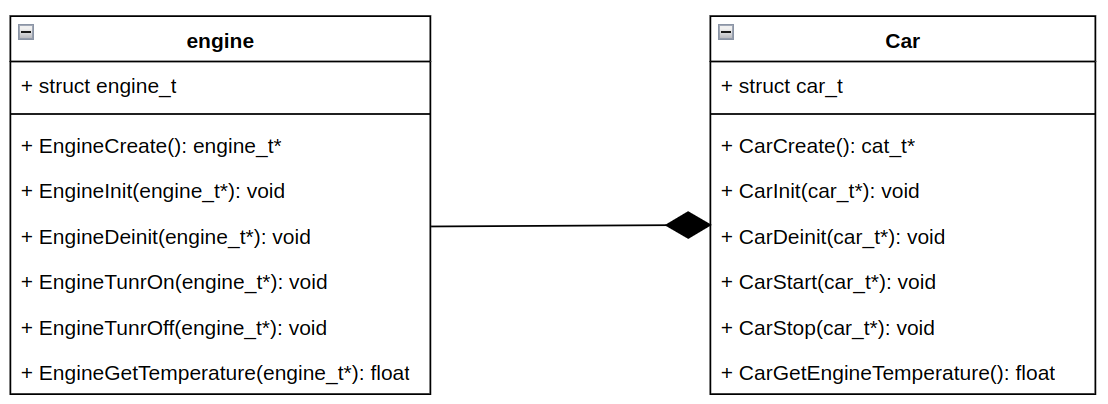 engine
+ struct engine_t
+ EngineCreate(): engine_t*
+ EngineInit(engine_t*): void
+ EngineDeinit(engine_t*): void
+ EngineTunrOn(engine_t*): void
+ EngineTunrOff(engine_t*): void
+ EngineGetTemperature(engine_t*): float
Car
+ struct car_t
+ CarCreate(): cat_t*
+ CarInit(car_t*): void
+ CarDeinit(car_t*): void
+ CarStart(car_t*): void
+ CarStop(car_t*): void
+ CarGetEngineTemperature(): float